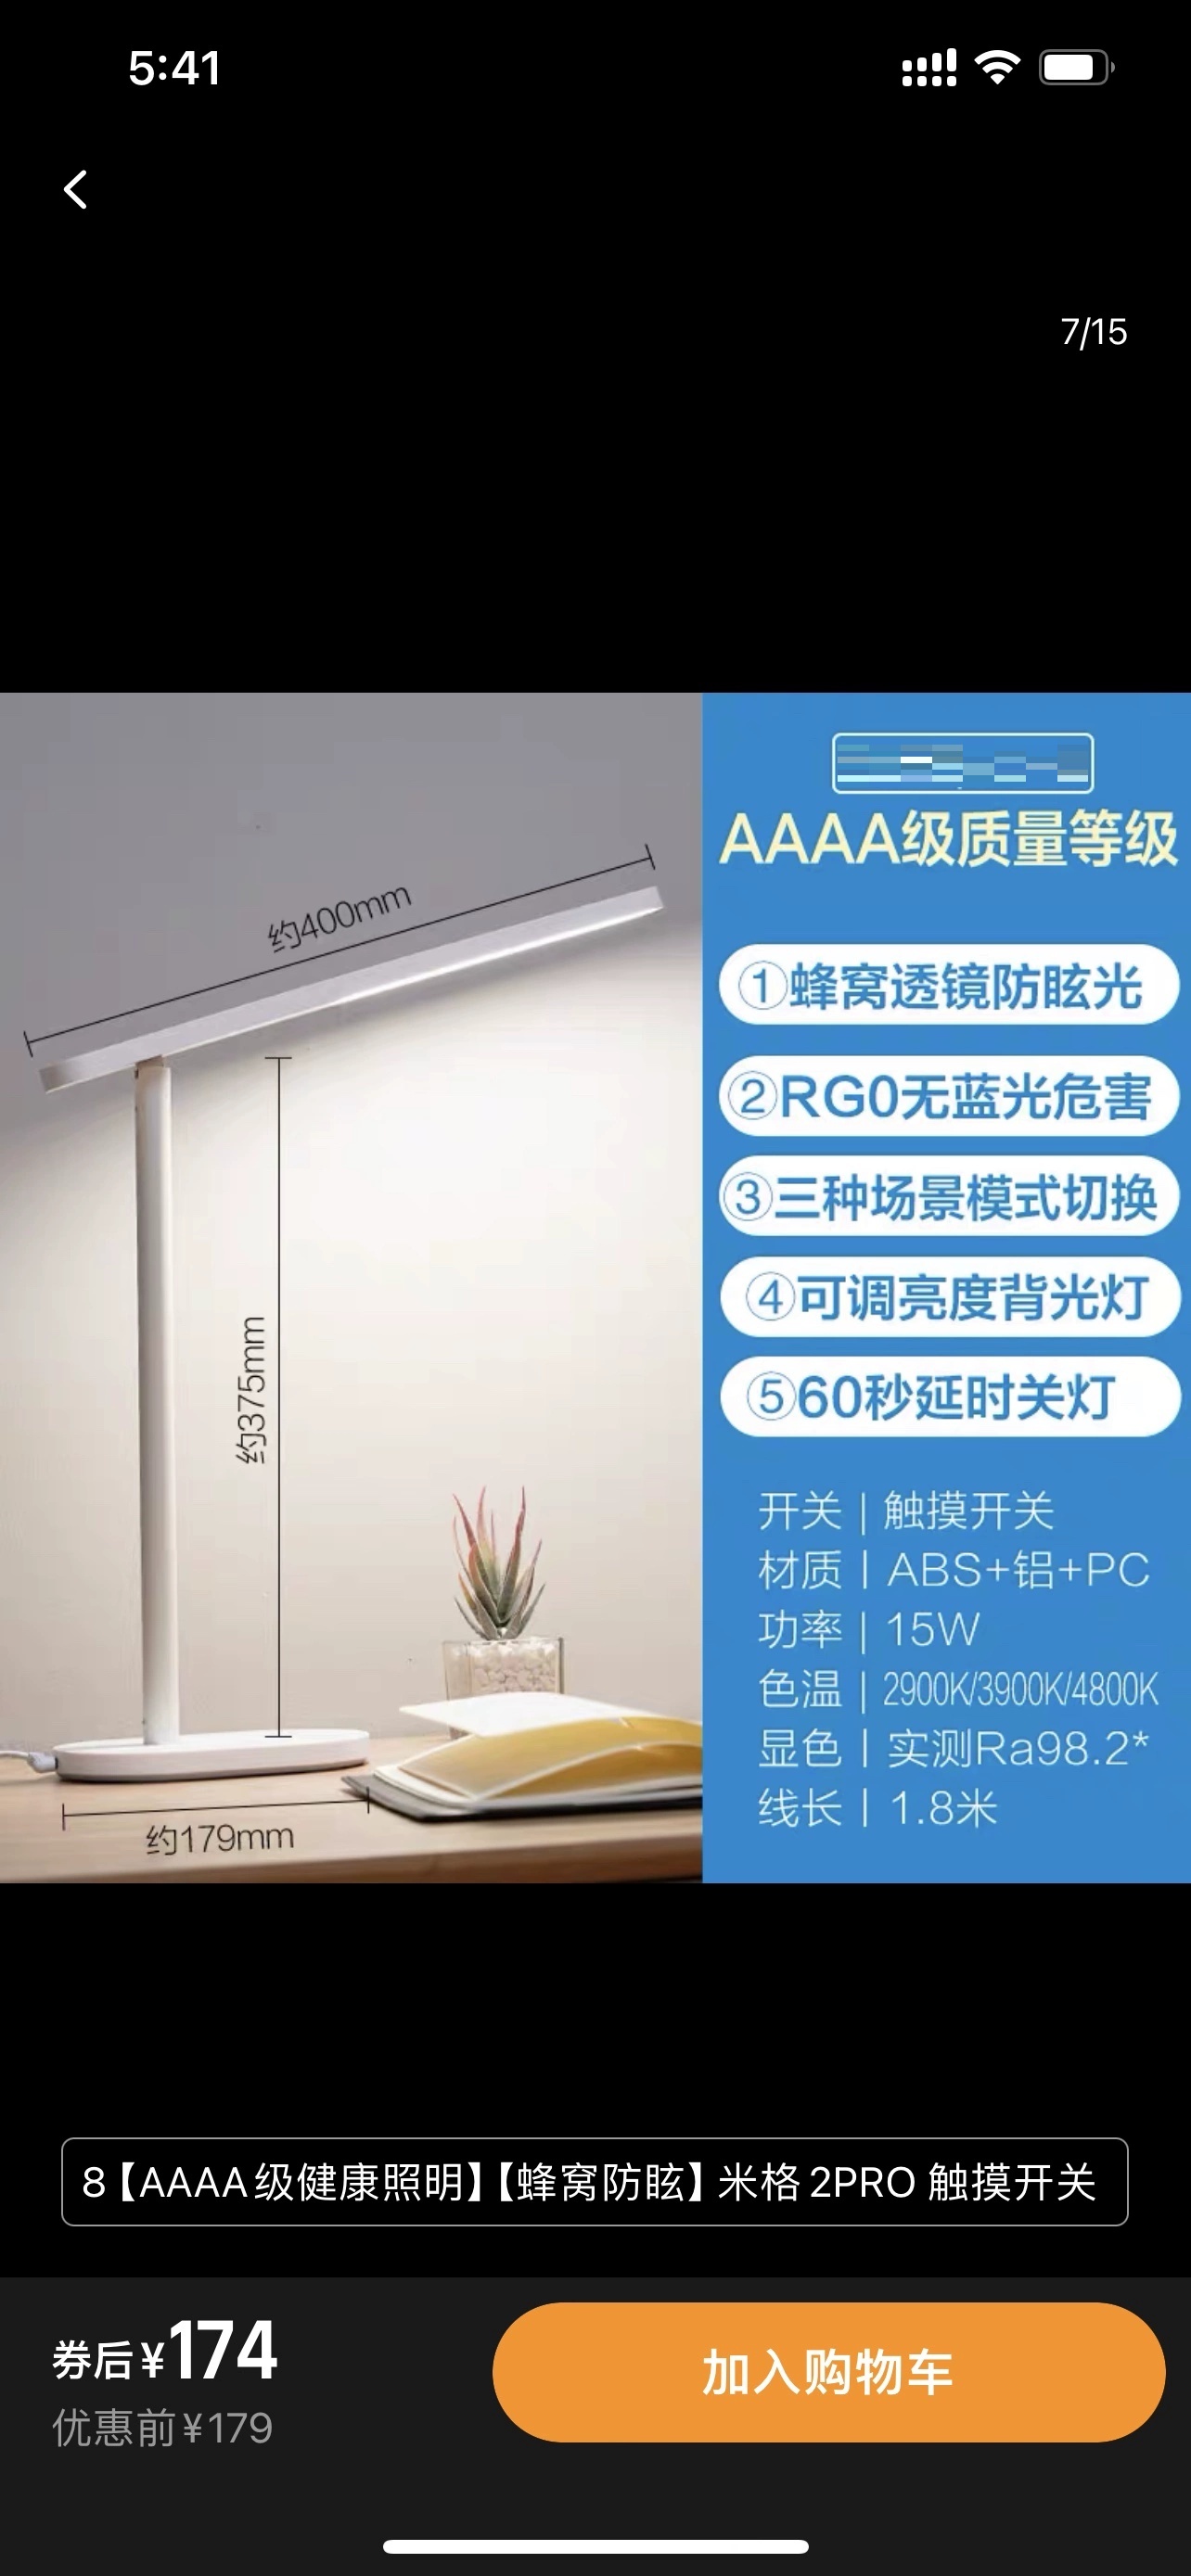 5:41
7/15
约400mm
约375mm
约179mm
AAAA级质量等级
①蜂窝透镜防眩光
②RG0无蓝光危害
③三种场景模式切换
④可调亮度背光灯
⑤60秒延时关灯
开关|触摸开关
材质|ABS+铝+PC
功率|15W
色温|2900K/3900K/4800K
显色|实测Ra98.2*
线长|1.8米
8【AAAA级健康照明】【蜂窝防眩】米格2PRO 触摸开关
券后¥174
优惠前¥179
加入购物车